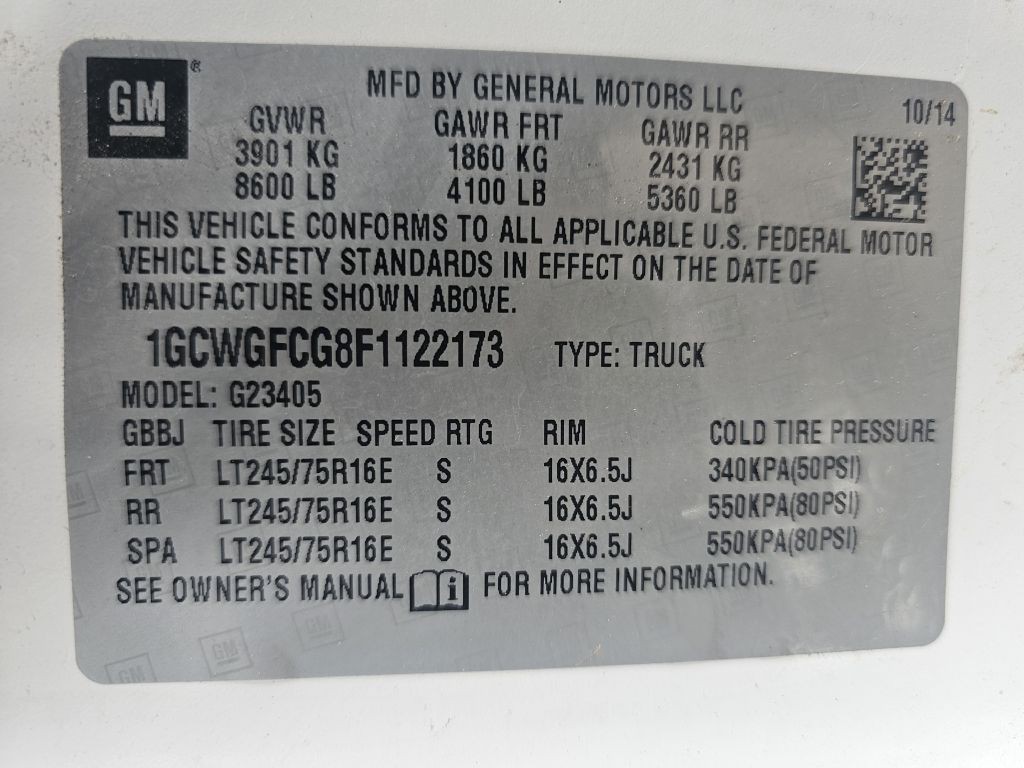 GM®
MFD BY GENERAL MOTORS LLC
10/14
GVWR GAWR FRT GAWR RR
3901 KG 1860 KG 2431 KG
8600 LB 4100 LB 5360 LB
THIS VEHICLE CONFORMS TO ALL APPLICABLE U.S. FEDERAL MOTOR
VEHICLE SAFETY STANDARDS IN EFFECT ON THE DATE OF
MANUFACTURE SHOWN ABOVE.
1GCWGFCG8F1122173 TYPE: TRUCK
MODEL: G23405
GBBJ TIRE SIZE SPEED RTG RIM COLD TIRE PRESSURE
FRT LT245/75R16E S 16X6.5J 340KPA(50PSI)
RR LT245/75R16E S 16X6.5J 550KPA(80PSI)
SPA LT245/75R16E S 16X6.5J 550KPA(80PSI)
SEE OWNER'S MANUAL i FOR MORE INFORMATION.
GM
GM
GM